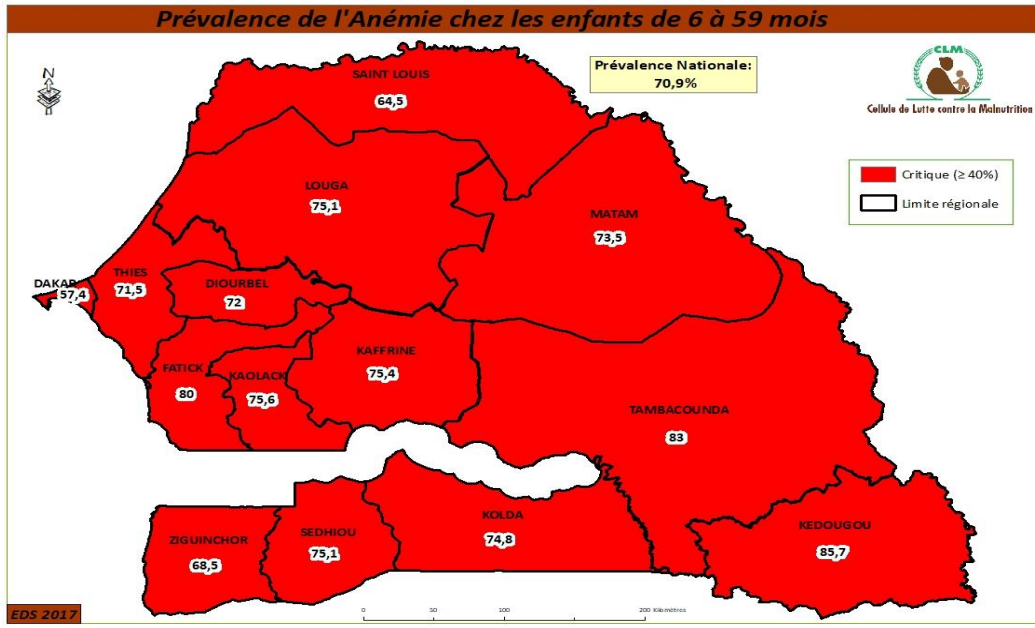 Prévalence de l'Anémie chez les enfants de 6 à 59 mois
N
SAINT LOUIS
64,5
Prévalence Nationale:
70,9%
CLM
Cellule de Lutte contre la Malnutrition
Critique (≥ 40%)
Limite régionale
LOUGA
75,1
MATAM
73,5
DAKAR
57,4
THIES
71,5
DIOURBEL
72
FATICK
80
KAOLACK
75,6
KAFFRINE
75,4
TAMBACOUNDA
83
ZIGUINCHOR
68,5
SEDHIOU
75,1
KOLDA
74,8
KEDOUGOU
85,7
EDS 2017
0 50 100 200 Kilomètres